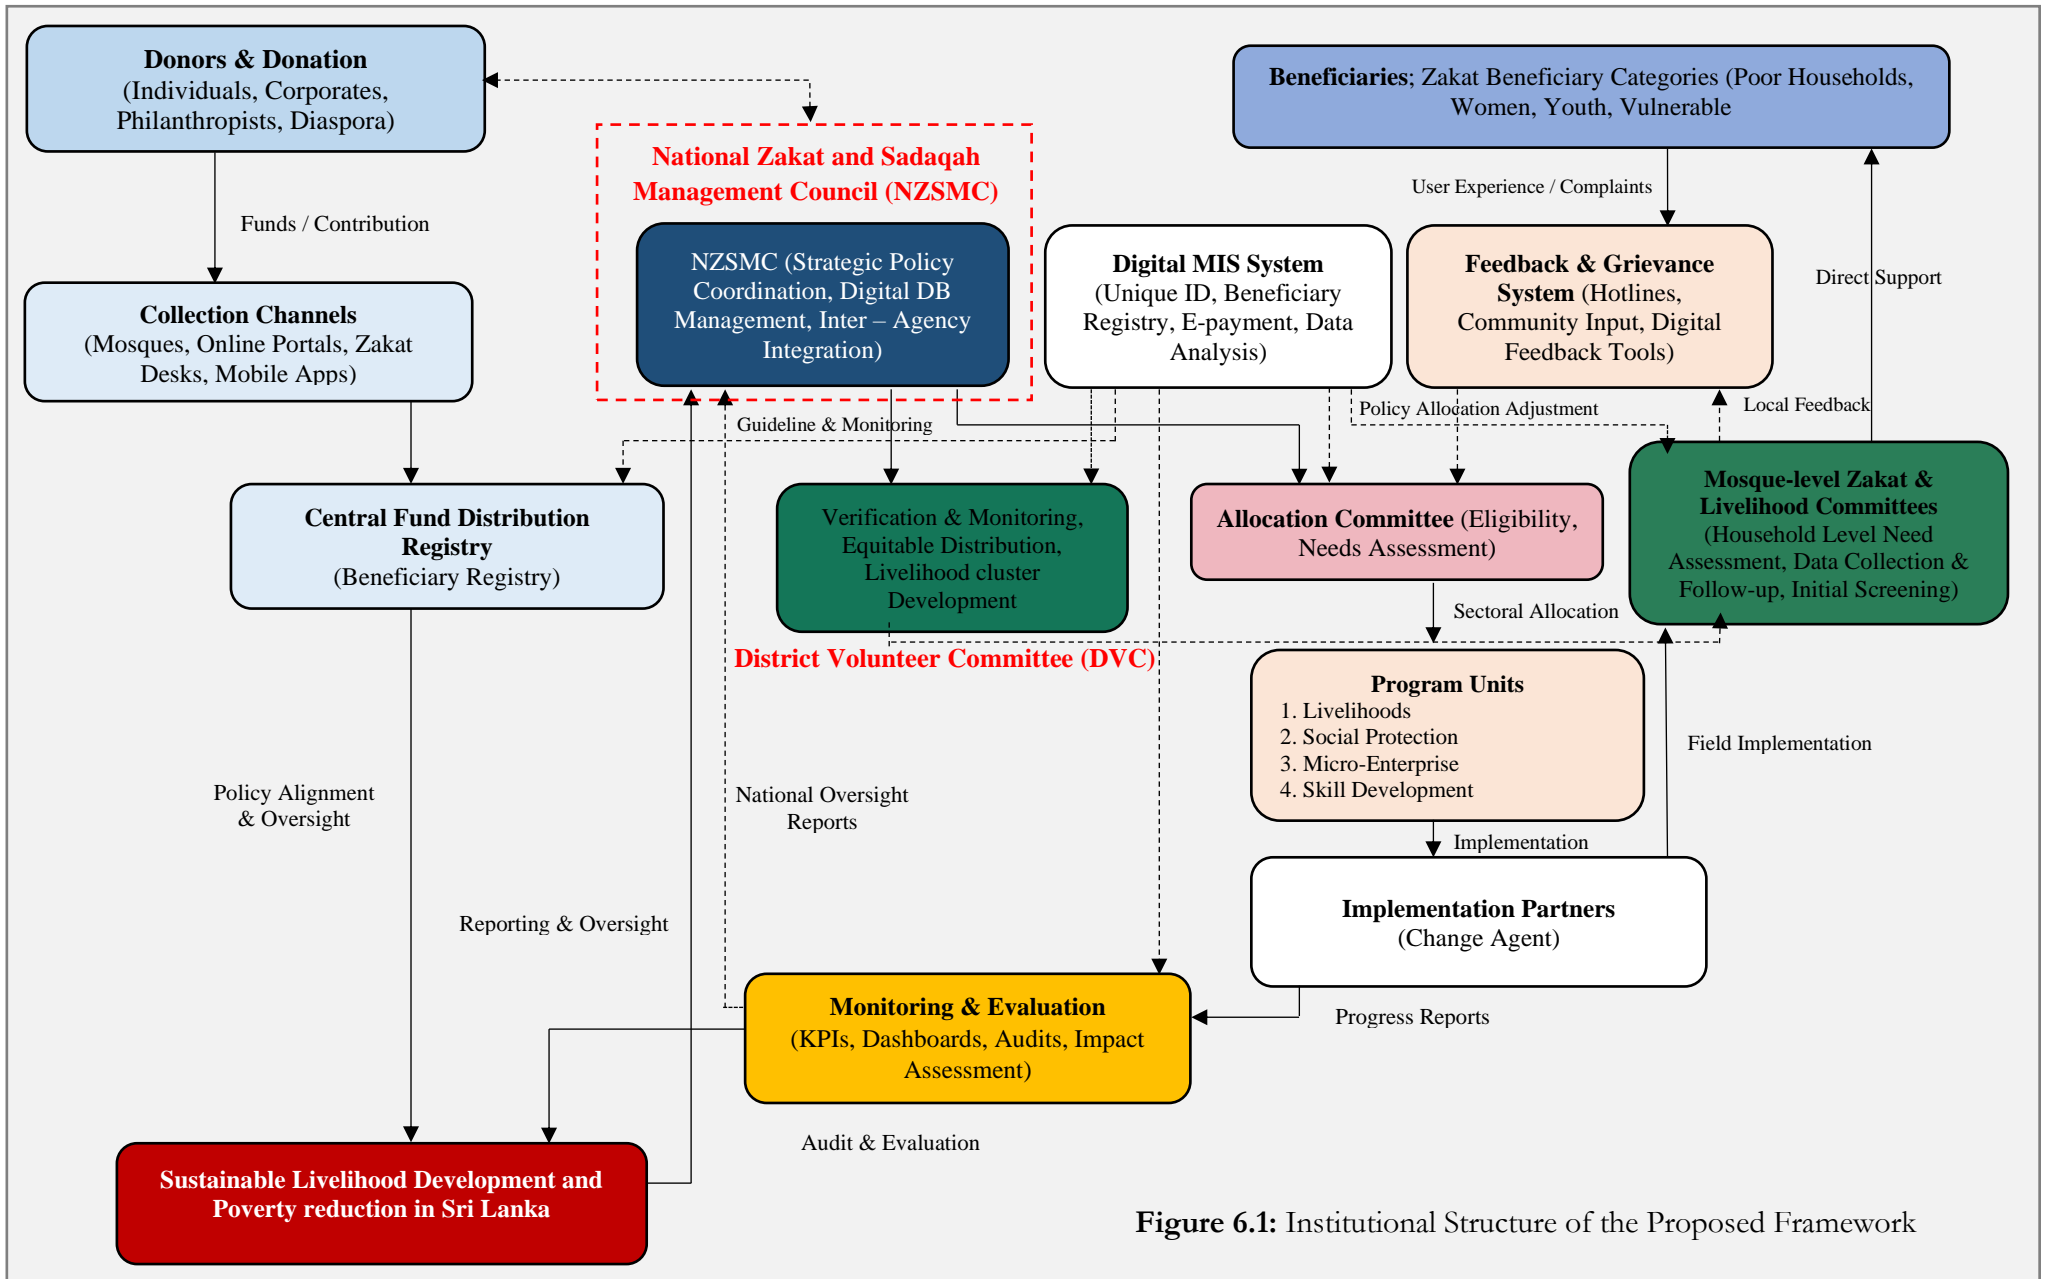 Donors & Donation
(Individuals, Corporates,
Philanthropists, Diaspora)
Beneficiaries; Zakat Beneficiary Categories (Poor Households,
Women, Youth, Vulnerable
National Zakat and Sadaqah
Management Council (NZSMC)
User Experience / Complaints
Funds / Contribution
NZSMC (Strategic Policy
Coordination, Digital DB
Management, Inter – Agency
Integration)
Digital MIS System
(Unique ID, Beneficiary
Registry, E-payment, Data
Analysis)
Feedback & Grievance
System (Hotlines,
Community Input, Digital
Feedback Tools)
Direct Support
Collection Channels
(Mosques, Online Portals, Zakat
Desks, Mobile Apps)
Guideline & Monitoring
Policy Allocation Adjustment
Local Feedback
Central Fund Distribution
Registry
(Beneficiary Registry)
Verification & Monitoring,
Equitable Distribution,
Livelihood cluster
Development
Allocation Committee (Eligibility,
Needs Assessment)
Mosque-level Zakat &
Livelihood Committees
(Household Level Need
Assessment, Data Collection &
Follow-up, Initial Screening)
Sectoral Allocation
District Volunteer Committee (DVC)
Program Units
1. Livelihoods
2. Social Protection
3. Micro-Enterprise
4. Skill Development
Field Implementation
Policy Alignment
& Oversight
National Oversight
Reports
Implementation
Implementation Partners
(Change Agent)
Reporting & Oversight
Monitoring & Evaluation
(KPIs, Dashboards, Audits, Impact
Assessment)
Progress Reports
Audit & Evaluation
Sustainable Livelihood Development and
Poverty reduction in Sri Lanka
Figure 6.1: Institutional Structure of the Proposed Framework